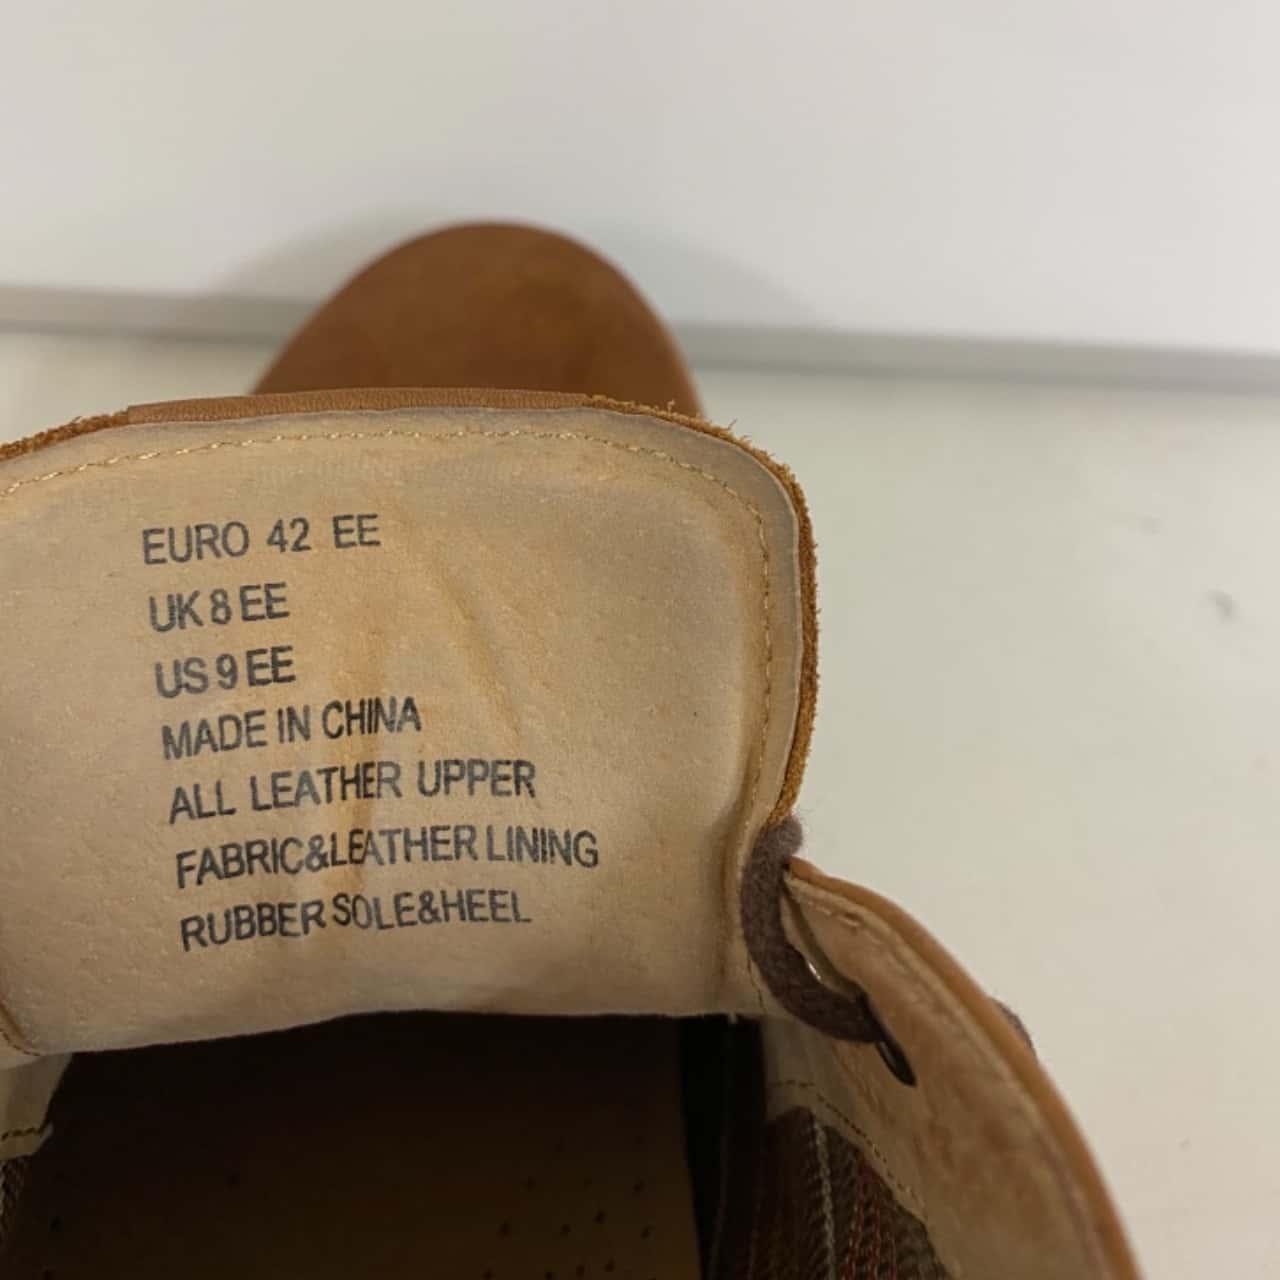 EURO 42 EE
UK 8 EE
US 9 EE
MADE IN CHINA
ALL LEATHER UPPER
FABRIC&LEATHER LINING
RUBBER SOLE&HEEL